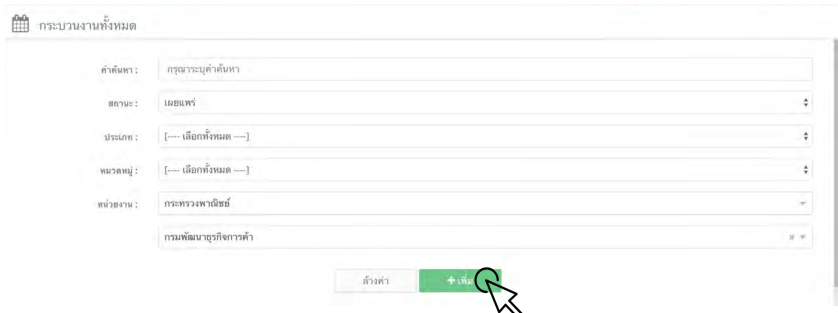 กระบวนงานทั้งหมด
คำค้นหา : กรุณาระบุคำค้นหา
สถานะ : เผยแพร่
ประเภท : [---- เลือกทั้งหมด ----]
หมวดหมู่ : [---- เลือกทั้งหมด ----]
หน่วยงาน : กระทรวงพาณิชย์
กรมพัฒนาธุรกิจการค้า
ล้างค่า